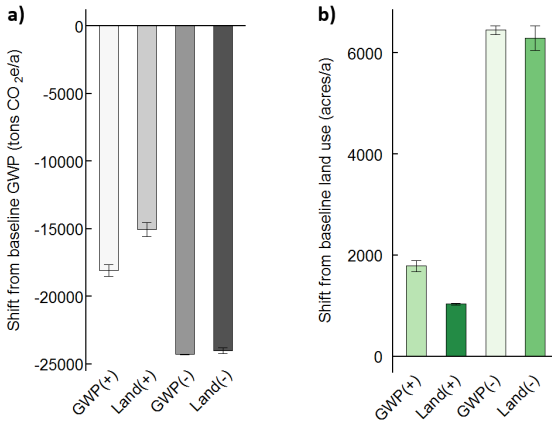 a)
Shift from baseline GWP (tons CO2e/a)
0
-5000
-10000
-15000
-20000
-25000
GWP(+)
Land(+)
GWP(-)
Land(-)
b)
Shift from baseline land use (acres/a)
6000
4000
2000
0
GWP(+)
Land(+)
GWP(-)
Land(-)